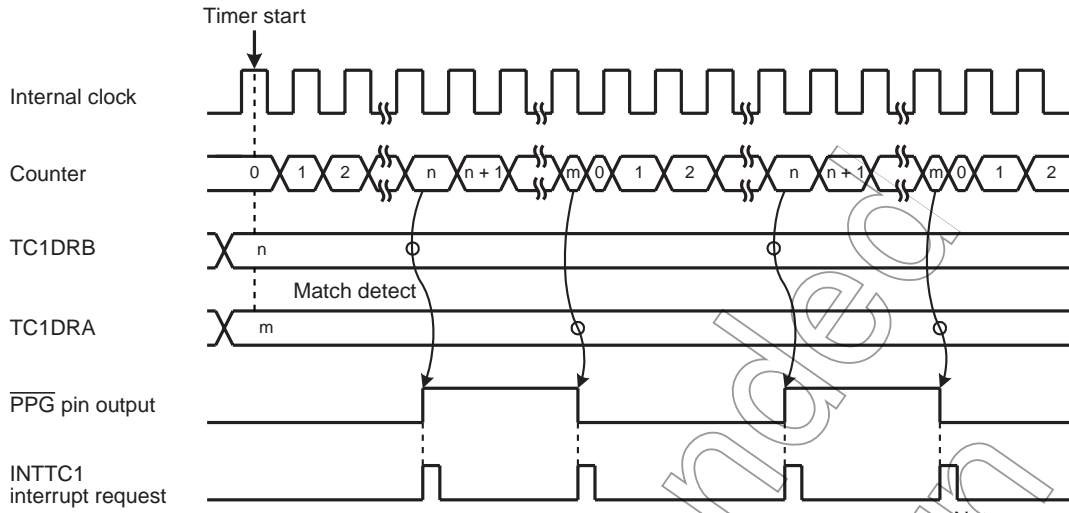 Timer start
Internal clock
Counter 0 1 2 n n + 1 m 0 1 2 n n + 1 m 0 1 2
TC1DRB n
Match detect
TC1DRA m
PPG pin output
INTTC1
interrupt request